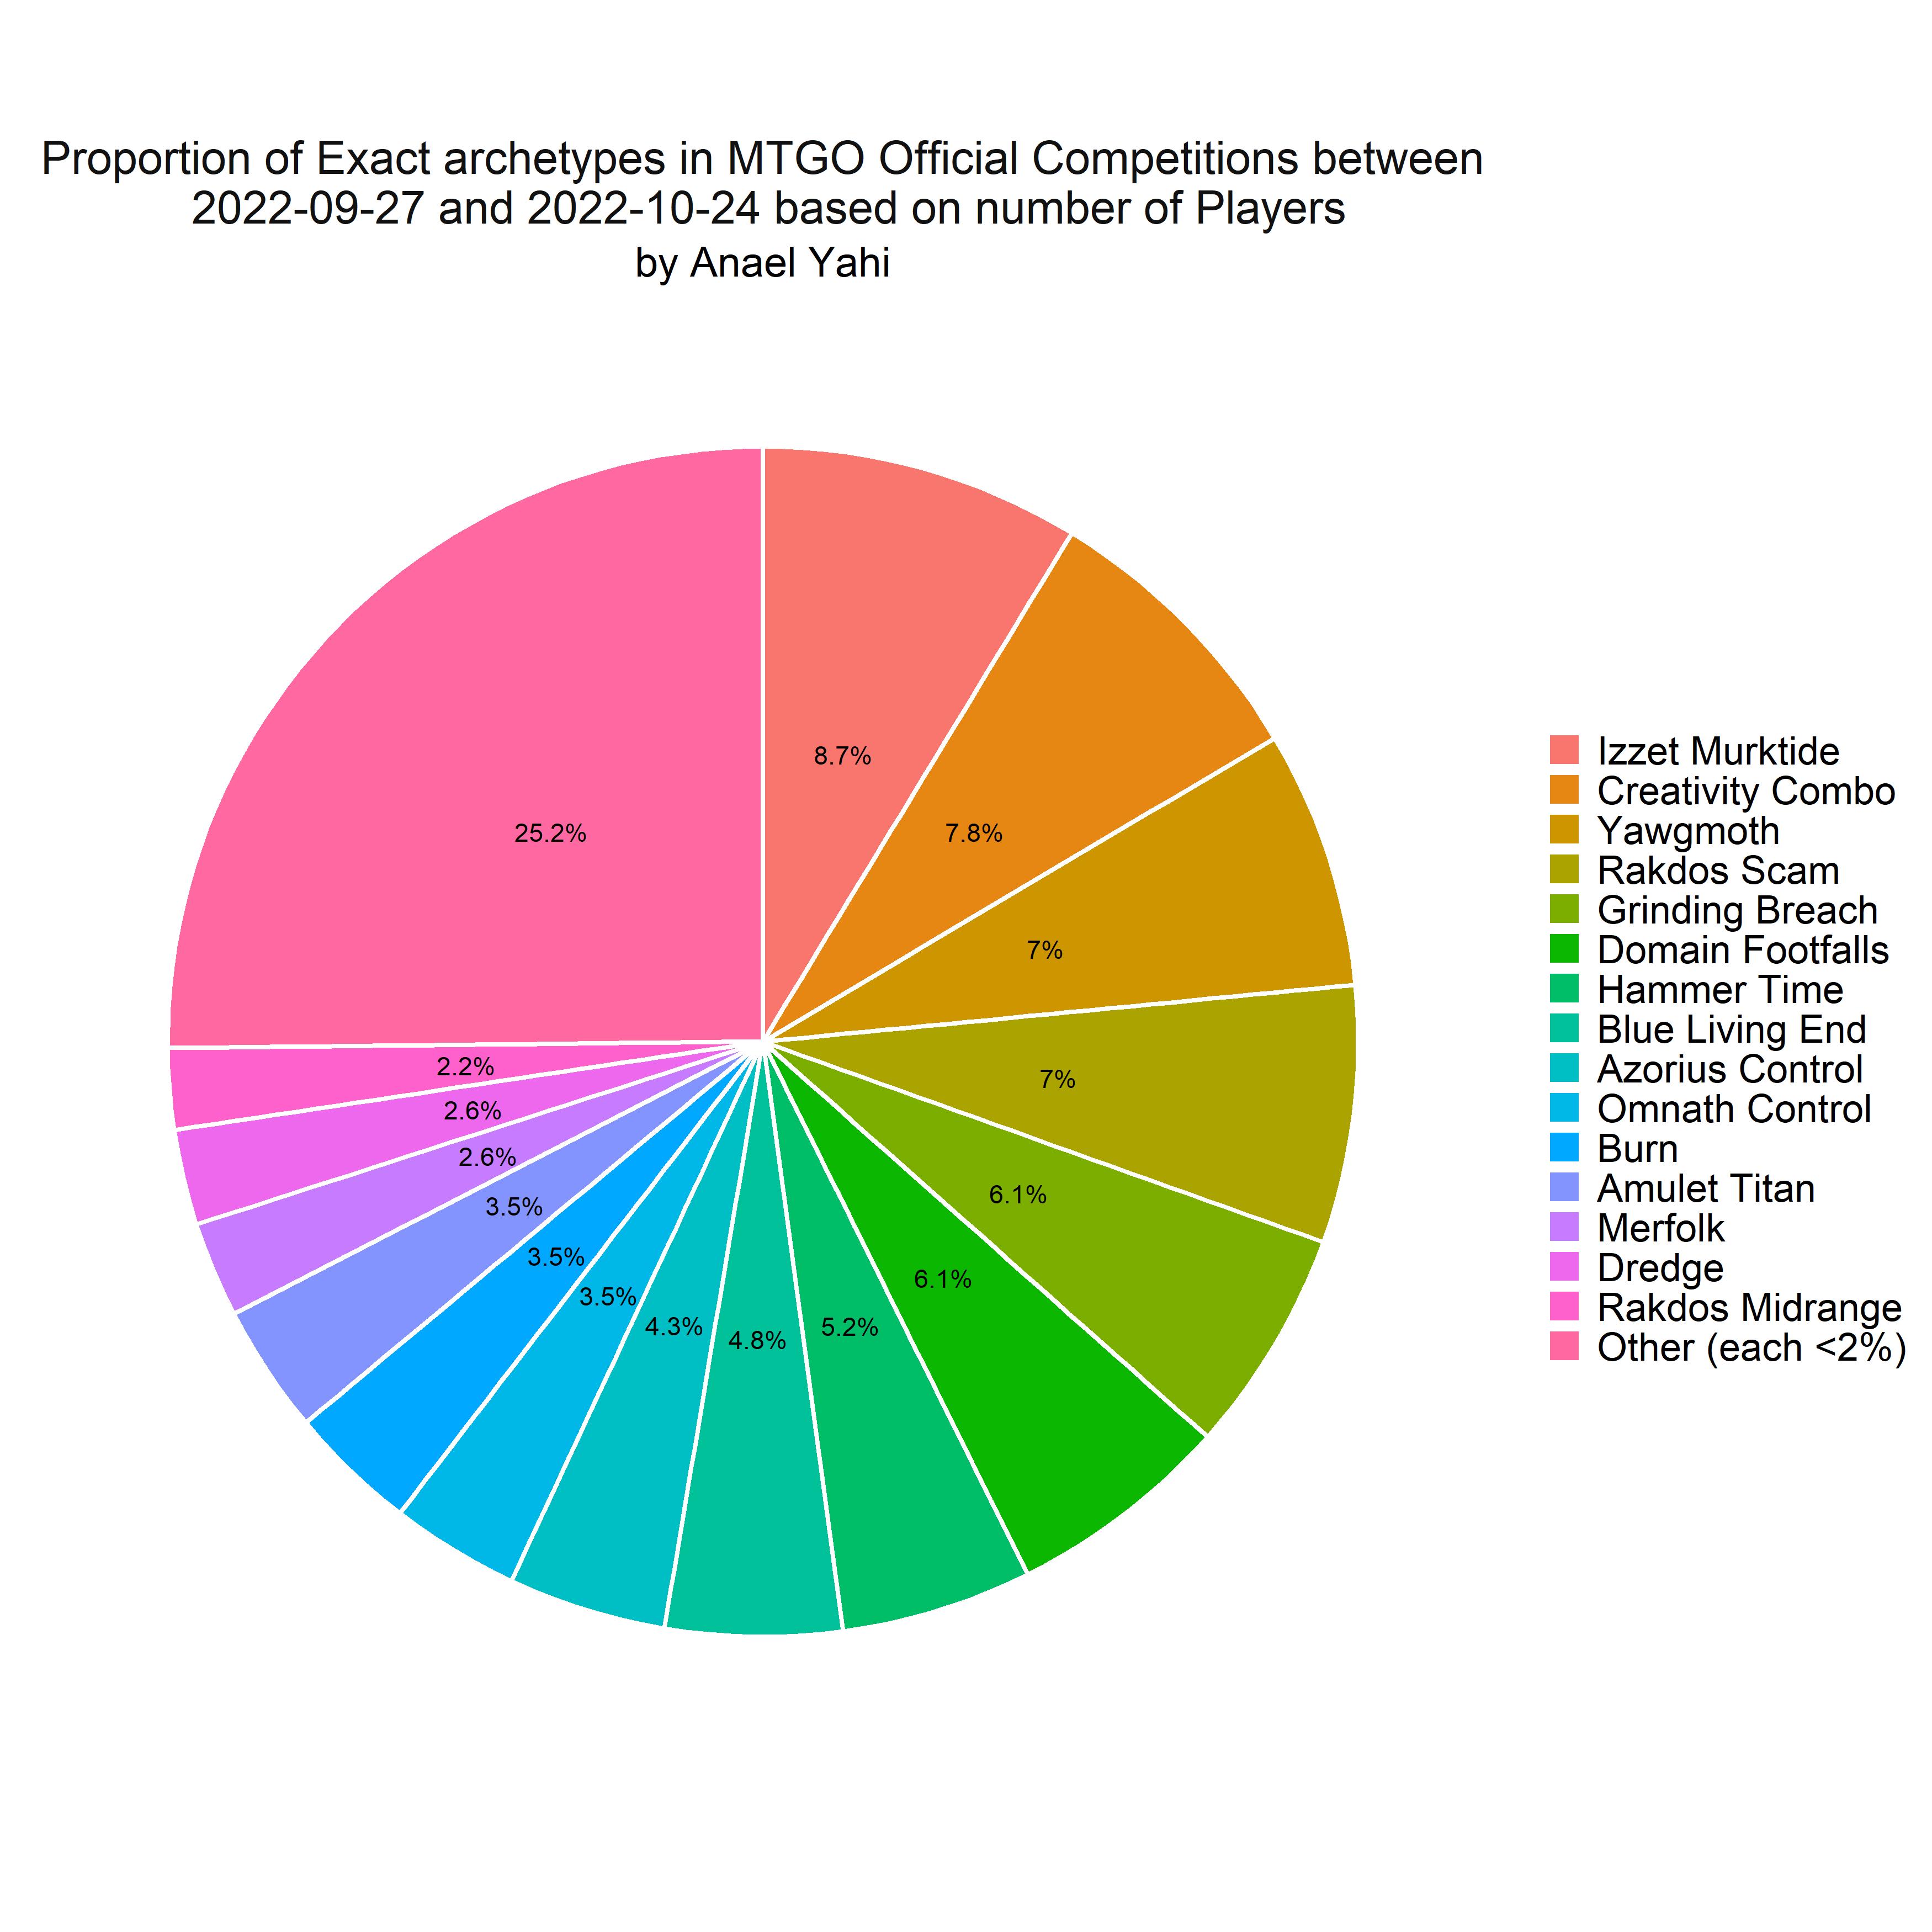 Proportion of Exact archetypes in MTGO Official Competitions between
2022-09-27 and 2022-10-24 based on number of Players
by Anael Yahi
8.7%
7.8%
7%
7%
6.1%
6.1%
5.2%
4.8%
4.3%
3.5%
3.5%
3.5%
2.6%
2.6%
2.2%
25.2%
Izzet Murktide
Creativity Combo
Yawgmoth
Rakdos Scam
Grinding Breach
Domain Footfalls
Hammer Time
Blue Living End
Azorius Control
Omnath Control
Burn
Amulet Titan
Merfolk
Dredge
Rakdos Midrange
Other (each <2%)